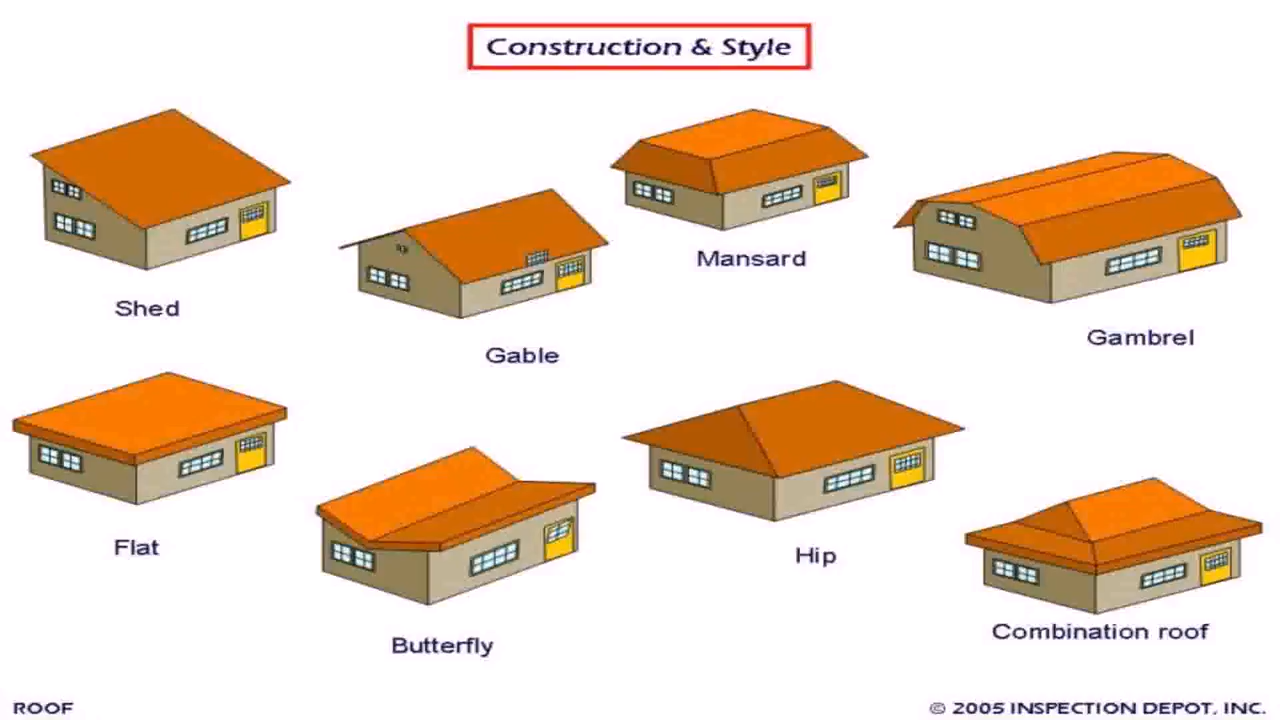 Construction & Style
Shed
Gable
Mansard
Gambrel
Flat
Butterfly
Hip
Combination roof
ROOF
© 2005 INSPECTION DEPOT, INC.